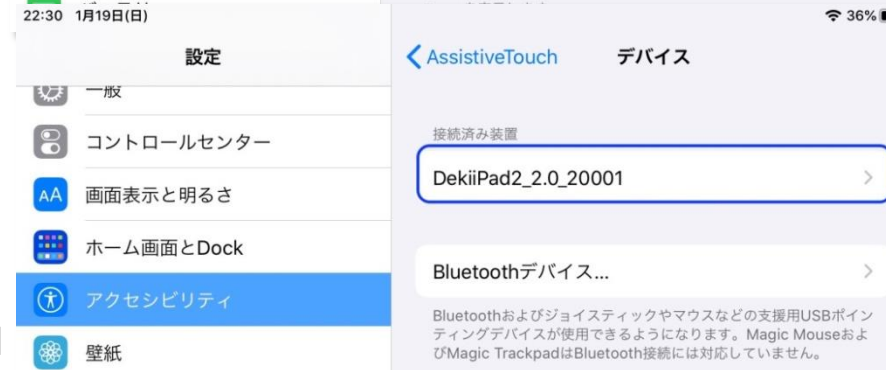 22:30 1月19日(日)
36%
設定
一般
コントロールセンター
画面表示と明るさ
ホーム画面とDock
アクセシビリティ
壁紙
AssistiveTouch
デバイス
接続済み装置
DekiiPad2_2.0_20001
Bluetoothデバイス...
Bluetoothおよびジョイスティックやマウスなどの支援用USBポイン
ティングデバイスが使用できるようになります。Magic Mouseおよ
びMagic TrackpadはBluetooth接続には対応していません。